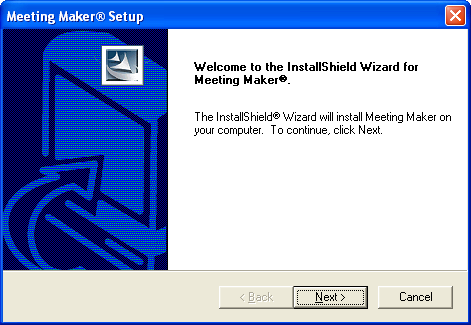 Meeting Maker® Setup
Welcome to the InstallShield Wizard for
Meeting Maker®.
The InstallShield® Wizard will install Meeting Maker on
your computer.  To continue, click Next.
< Back
Next >
Cancel